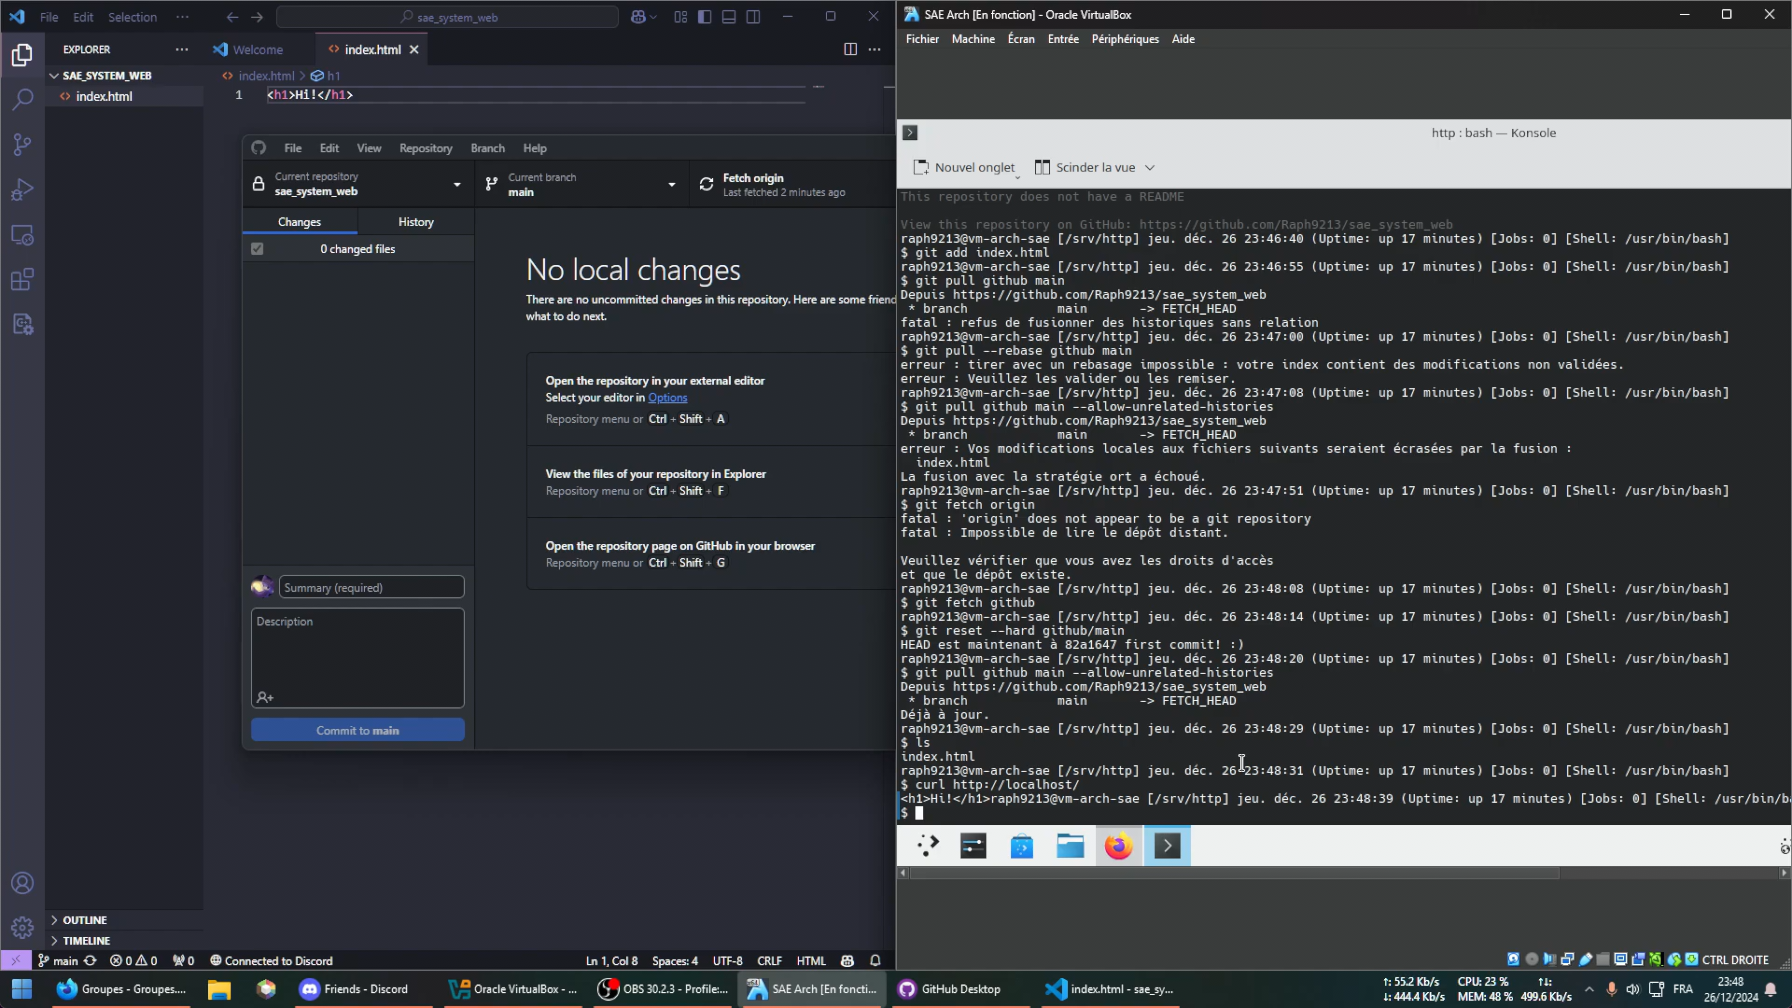 File Edit Selection ··· sae_system_web
EXPLORER ···
Welcome
index.html
SAE_SYSTEM_WEB
index.html
index.html > h1
1 <h1>Hi!</h1>
File Edit View Repository Branch Help
Current repository
sae_system_web
Current branch
main
Fetch origin
Last fetched 2 minutes ago
Changes
History
0 changed files
No local changes
There are no uncommitted changes in this repository. Here are some frien
what to do next.
Open the repository in your external editor
Select your editor in Options
Repository menu or Ctrl + Shift + A
View the files of your repository in Explorer
Repository menu or Ctrl + Shift + F
Open the repository page on GitHub in your browser
Repository menu or Ctrl + Shift + G
Summary (required)
Description
Commit to main
OUTLINE
TIMELINE
main 0 0 0 Connected to Discord Ln 1, Col 8 Spaces: 4 UTF-8 CRLF HTML
SAE Arch [En fonction] - Oracle VirtualBox
Fichier Machine Écran Entrée Périphériques Aide
http : bash — Konsole
Nouvel onglet Scinder la vue
This repository does not have a README
View this repository on GitHub: https://github.com/Raph9213/sae_system_web
raph9213@vm-arch-sae [/srv/http] jeu. déc. 26 23:46:40 (Uptime: up 17 minutes) [Jobs: 0] [Shell: /usr/bin/bash]
$ git add index.html
raph9213@vm-arch-sae [/srv/http] jeu. déc. 26 23:46:55 (Uptime: up 17 minutes) [Jobs: 0] [Shell: /usr/bin/bash]
$ git pull github main
Depuis https://github.com/Raph9213/sae_system_web
* branch main -> FETCH_HEAD
fatal : refus de fusionner des historiques sans relation
raph9213@vm-arch-sae [/srv/http] jeu. déc. 26 23:47:00 (Uptime: up 17 minutes) [Jobs: 0] [Shell: /usr/bin/bash]
$ git pull --rebase github main
erreur : tirer avec un rebasage impossible : votre index contient des modifications non validées.
erreur : Veuillez les valider ou les remiser.
raph9213@vm-arch-sae [/srv/http] jeu. déc. 26 23:47:08 (Uptime: up 17 minutes) [Jobs: 0] [Shell: /usr/bin/bash]
$ git pull github main --allow-unrelated-histories
Depuis https://github.com/Raph9213/sae_system_web
* branch main -> FETCH_HEAD
erreur : Vos modifications locales aux fichiers suivants seraient écrasées par la fusion :
index.html
La fusion avec la stratégie ort a échoué.
raph9213@vm-arch-sae [/srv/http] jeu. déc. 26 23:47:51 (Uptime: up 17 minutes) [Jobs: 0] [Shell: /usr/bin/bash]
$ git fetch origin
fatal : 'origin' does not appear to be a git repository
fatal : Impossible de lire le dépôt distant.
Veuillez vérifier que vous avez les droits d'accès
et que le dépôt existe.
raph9213@vm-arch-sae [/srv/http] jeu. déc. 26 23:48:08 (Uptime: up 17 minutes) [Jobs: 0] [Shell: /usr/bin/bash]
$ git fetch github
raph9213@vm-arch-sae [/srv/http] jeu. déc. 26 23:48:14 (Uptime: up 17 minutes) [Jobs: 0] [Shell: /usr/bin/bash]
$ git reset --hard github/main
HEAD est maintenant à 82a1647 first commit! :)
raph9213@vm-arch-sae [/srv/http] jeu. déc. 26 23:48:20 (Uptime: up 17 minutes) [Jobs: 0] [Shell: /usr/bin/bash]
$ git pull github main --allow-unrelated-histories
Depuis https://github.com/Raph9213/sae_system_web
* branch main -> FETCH_HEAD
Déjà à jour.
raph9213@vm-arch-sae [/srv/http] jeu. déc. 26 23:48:29 (Uptime: up 17 minutes) [Jobs: 0] [Shell: /usr/bin/bash]
$ ls
index.html
raph9213@vm-arch-sae [/srv/http] jeu. déc. 26 23:48:31 (Uptime: up 17 minutes) [Jobs: 0] [Shell: /usr/bin/bash]
$ curl http://localhost/
<h1>Hi!</h1>raph9213@vm-arch-sae [/srv/http] jeu. déc. 26 23:48:39 (Uptime: up 17 minutes) [Jobs: 0] [Shell: /usr/bin/ba
$
CTRL DROITE
Groupes - Groupes....
Friends - Discord
Oracle VirtualBox - ...
OBS 30.2.3 - Profile:...
SAE Arch [En foncti...
GitHub Desktop
index.html - sae_sy...
↑: 55.2 Kb/s CPU: 23 % ↑↓:
↓: 444.4 Kb/s MEM: 48 % 499.6 Kb/s
FRA
23:48
26/12/2024